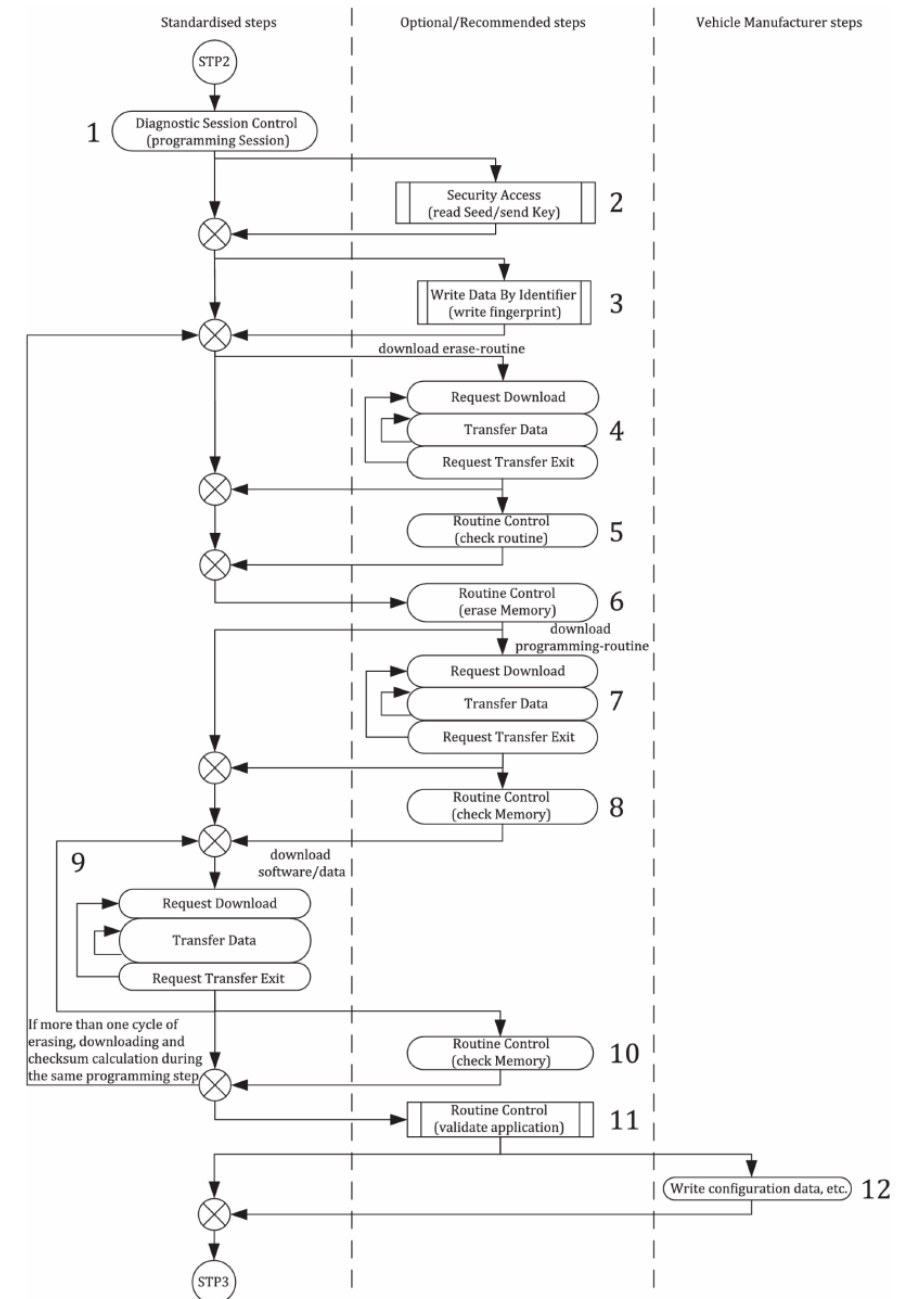 Standardised steps
Optional/Recommended steps
Vehicle Manufacturer steps
STP2
1
Diagnostic Session Control
(programming Session)
Security Access
(read Seed/send Key)
2
Write Data By Identifier
(write fingerprint)
3
download erase-routine
Request Download
Transfer Data
Request Transfer Exit
4
Routine Control
(check routine)
5
Routine Control
(erase Memory)
6
download
programming-routine
Request Download
Transfer Data
Request Transfer Exit
7
Routine Control
(check Memory)
8
9
download
software/data
Request Download
Transfer Data
Request Transfer Exit
If more than one cycle of
erasing, downloading and
checksum calculation during
the same programming step
Routine Control
(check Memory)
10
Routine Control
(validate application)
11
Write configuration data, etc.
12
STP3